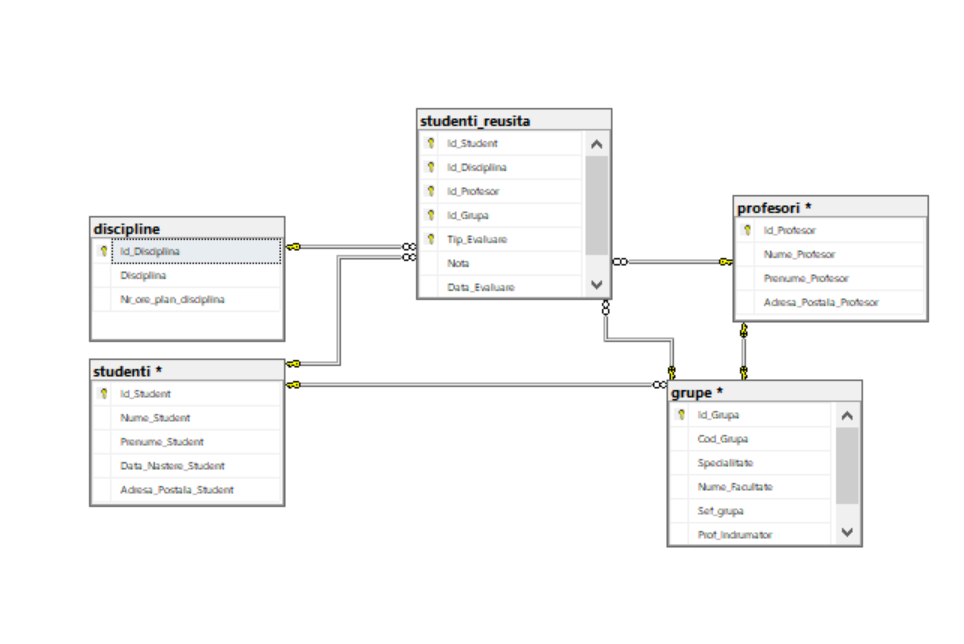 studenti_reusita
Id_Student
Id_Disciplina
Id_Profesor
Id_Grupa
Tip_Evaluare
Nota
Data_Evaluare
discipline
Id_Disciplina
Disciplina
Nr_ore_plan_disciplina
profesori *
Id_Profesor
Nume_Profesor
Prenume_Profesor
Adresa_Postala_Profesor
studenti *
Id_Student
Nume_Student
Prenume_Student
Data_Nastere_Student
Adresa_Postala_Student
grupe *
Id_Grupa
Cod_Grupa
Specialitate
Nume_Facultate
Sef_grupa
Prof_Indrumator